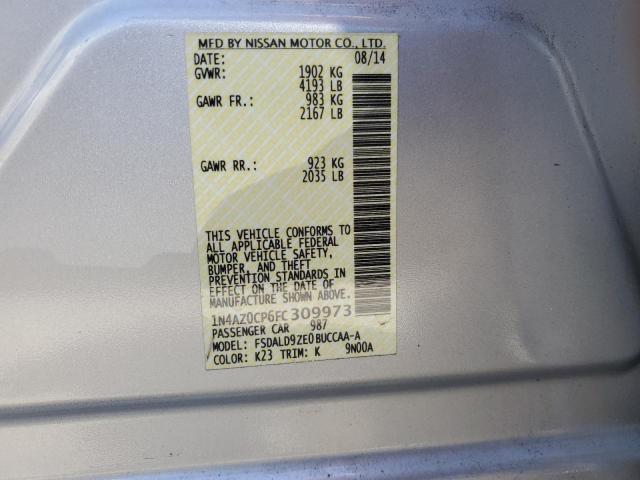 MFD BY NISSAN MOTOR CO., LTD.
DATE: 08/14
GVWR: 1902 KG
4193 LB
GAWR FR.: 983 KG
2167 LB
GAWR RR.: 923 KG
2035 LB
THIS VEHICLE CONFORMS TO
ALL APPLICABLE FEDERAL
MOTOR VEHICLE SAFETY,
BUMPER, AND THEFT
PREVENTION STANDARDS IN
EFFECT ON THE DATE OF
MANUFACTURE SHOWN ABOVE.
1N4AZ0CP6FC309973
PASSENGER CAR 987
MODEL: FSDALD9ZE0BUCCAA-A
COLOR: K23 TRIM: K 9N00A